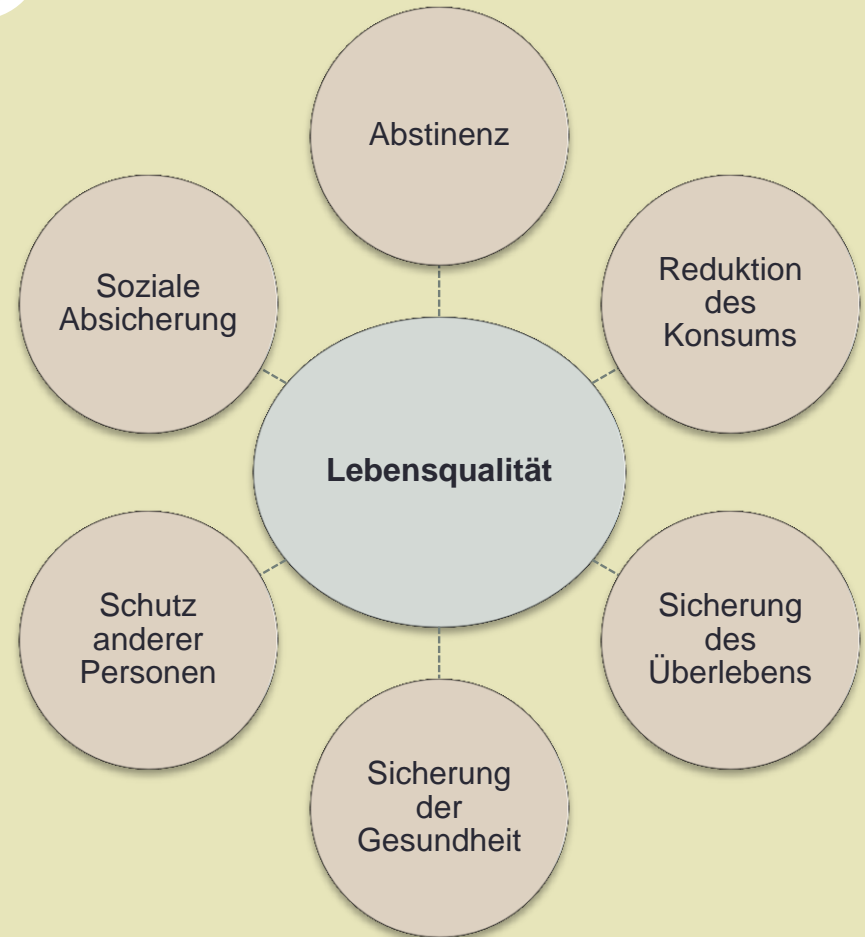 Abstinenz
Reduktion
des
Konsums
Sicherung
des
Überlebens
Sicherung
der
Gesundheit
Schutz
anderer
Personen
Soziale
Absicherung
Lebensqualität